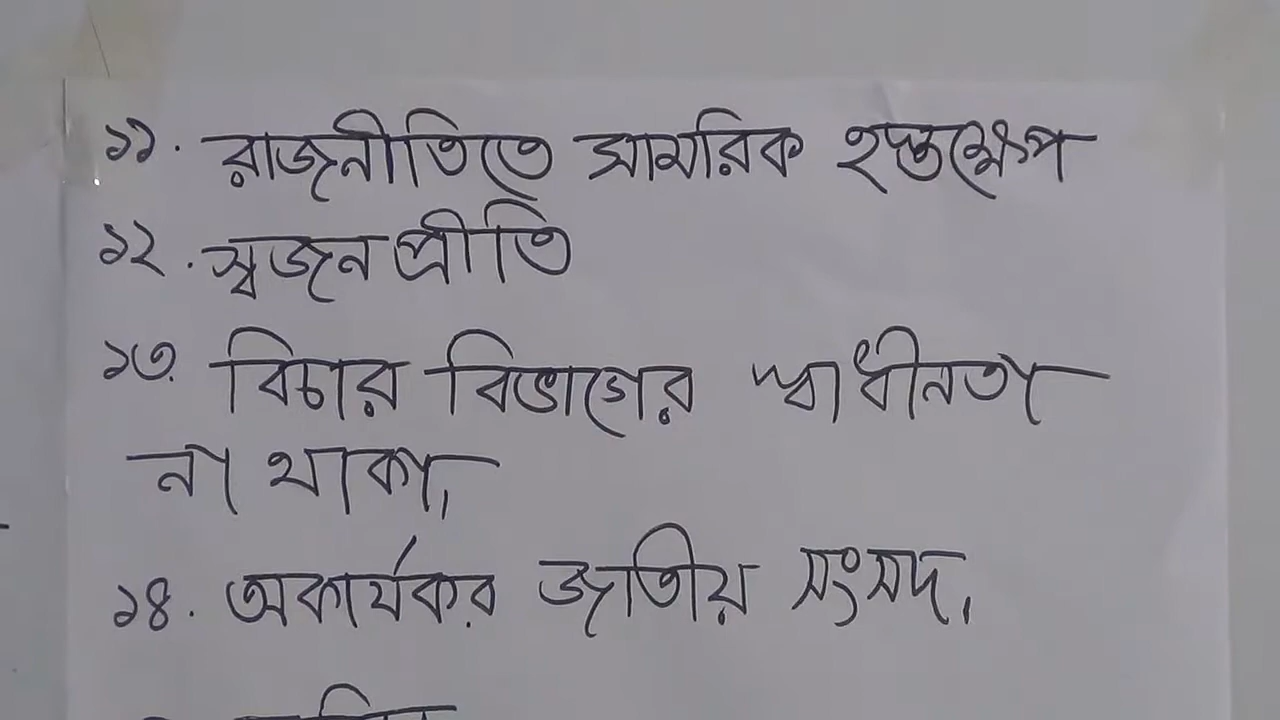 ১১. রাজনীতিতে সামরিক হস্তক্ষেপ
১২. স্বজনপ্রীতি
১৩. বিচার বিভাগের স্বাধীনতা
না থাকা,
১৪. অকার্যকর জাতীয় সংসদ,